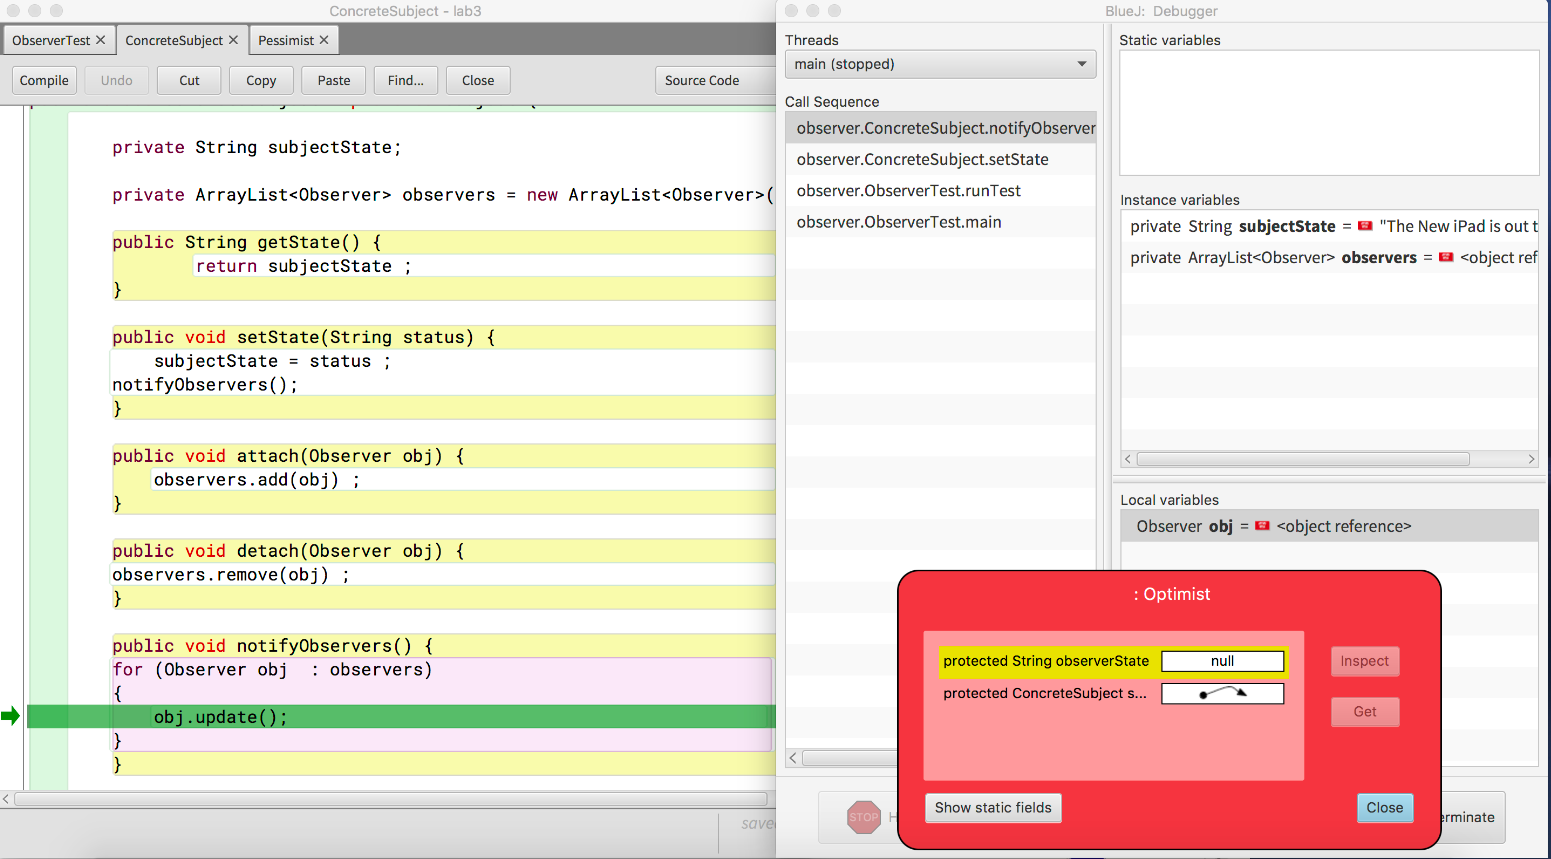 ConcreteSubject - lab3
ObserverTest
ConcreteSubject
Pessimist
Compile
Undo
Cut
Copy
Paste
Find...
Close
Source Code
private String subjectState;
private ArrayList<Observer> observers = new ArrayList<Observer>(
public String getState() {
return subjectState ;
}
public void setState(String status) {
subjectState = status ;
notifyObservers();
}
public void attach(Observer obj) {
observers.add(obj) ;
}
public void detach(Observer obj) {
observers.remove(obj) ;
}
public void notifyObservers() {
for (Observer obj  : observers)
{
obj.update();
}
}
saved
BlueJ: Debugger
Threads
main (stopped)
Call Sequence
observer.ConcreteSubject.notifyObserver
observer.ConcreteSubject.setState
observer.ObserverTest.runTest
observer.ObserverTest.main
Static variables
Instance variables
private String subjectState = "The New iPad is out t
private ArrayList<Observer> observers = <object ref
Local variables
Observer obj = <object reference>
: Optimist
protected String observerState null
protected ConcreteSubject s...
Inspect
Get
Show static fields
Close
STOP
H
erminate